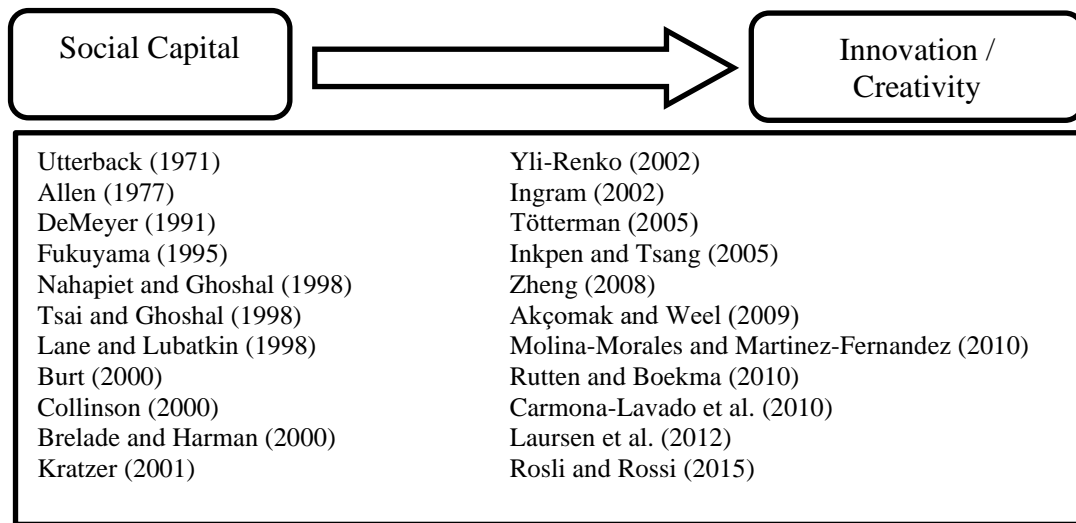 Social Capital
Innovation /
Creativity
Utterback (1971)
Allen (1977)
DeMeyer (1991)
Fukuyama (1995)
Nahapiet and Ghoshal (1998)
Tsai and Ghoshal (1998)
Lane and Lubatkin (1998)
Burt (2000)
Collinson (2000)
Brelade and Harman (2000)
Kratzer (2001)
Yli-Renko (2002)
Ingram (2002)
Tötterman (2005)
Inkpen and Tsang (2005)
Zheng (2008)
Akçomak and Weel (2009)
Molina-Morales and Martinez-Fernandez (2010)
Rutten and Boekma (2010)
Carmona-Lavado et al. (2010)
Laursen et al. (2012)
Rosli and Rossi (2015)